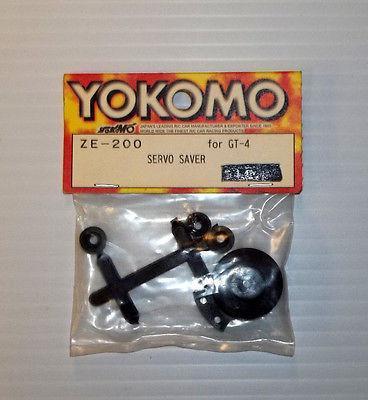 YOKOMO
YOKOMO
JAPAN'S LEADING R/C CAR MANUFACTURER & EXPORTER SINCE
WORLD WIDE THE FINEST R/C CAR RACING PRODUCTS
ZE-200 for GT-4
SERVO SAVER